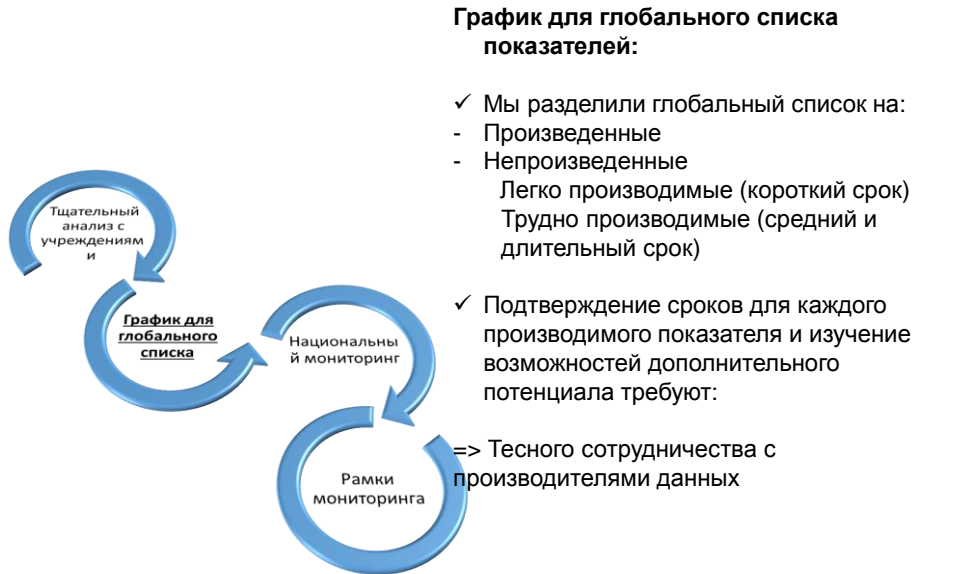 График для глобального списка
показателей:
✓ Мы разделили глобальный список на:
- Произведенные
- Непроизведенные
Легко производимые (короткий срок)
Трудно производимые (средний и
длительный срок)
✓ Подтверждение сроков для каждого
производимого показателя и изучение
возможностей дополнительного
потенциала требуют:
=> Тесного сотрудничества с
производителями данных
Тщательный
анализ с
учреждениям
и
График для
глобального
списка
Национальны
й мониторинг
Рамки
мониторинга